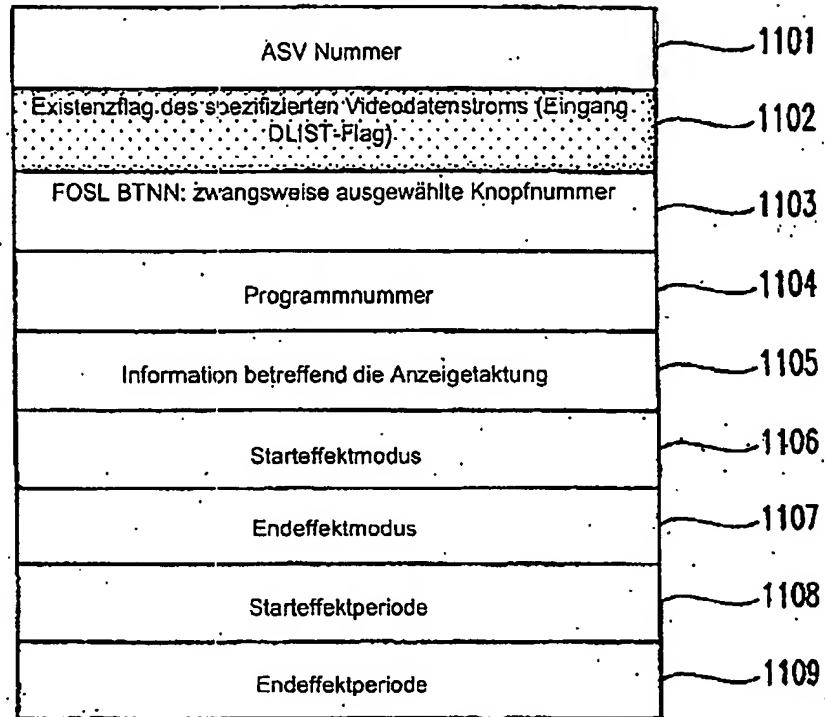 ASV Nummer
1101
Existenzflag des spezifizierten Videodatenstroms (Eingang
DLIST-Flag)
1102
FOSL BTNN: zwangsweise ausgewählte Knopfnummer
1103
Programmnummer
1104
Information betreffend die Anzeigetaktung
1105
Starteffektmodus
1106
Endeffektmodus
1107
Starteffektperiode
1108
Endeffektperiode
1109